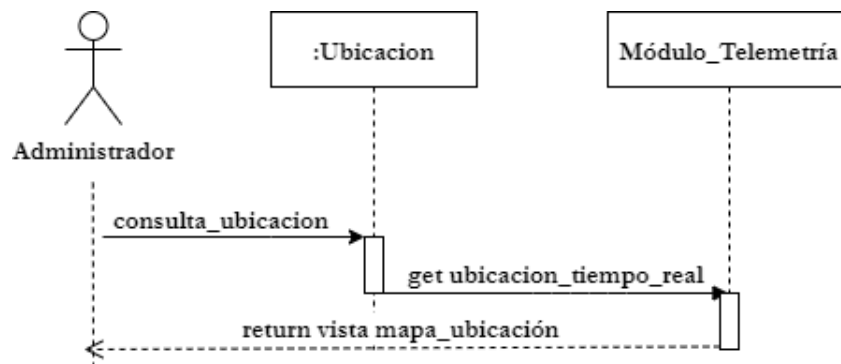 :Ubicacion
Módulo_Telemetría
Administrador
consulta_ubicacion
get ubicacion_tiempo_real
return vista mapa_ubicación